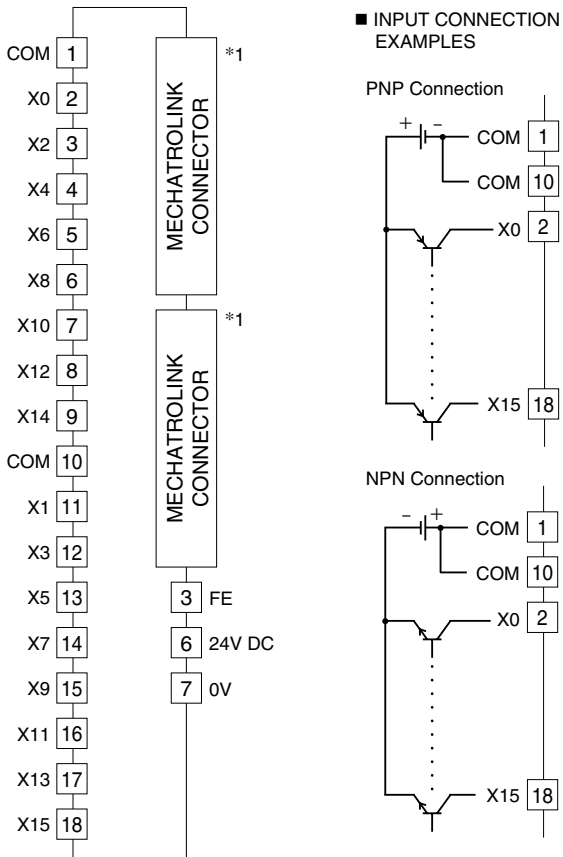 COM 1
X0 2
X2 3
X4 4
X6 5
X8 6
X10 7
X12 8
X14 9
COM 10
X1 11
X3 12
X5 13
X7 14
X9 15
X11 16
X13 17
X15 18
MECHATROLINK
CONNECTOR
*1
MECHATROLINK
CONNECTOR
*1
3 FE
6 24V DC
7 0V
■ INPUT CONNECTION
EXAMPLES
PNP Connection
+ −
COM 1
COM 10
X0 2
X15 18
NPN Connection
− +
COM 1
COM 10
X0 2
X15 18